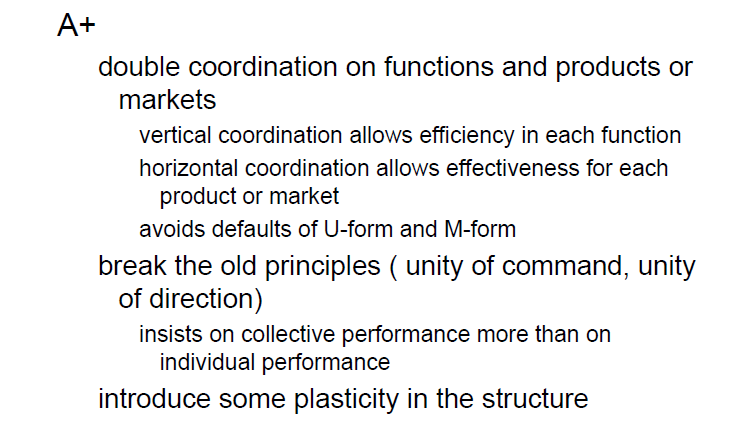 A+
double coordination on functions and products or
markets
vertical coordination allows efficiency in each function
horizontal coordination allows effectiveness for each
product or market
avoids defaults of U-form and M-form
break the old principles ( unity of command, unity
of direction)
insists on collective performance more than on
individual performance
introduce some plasticity in the structure